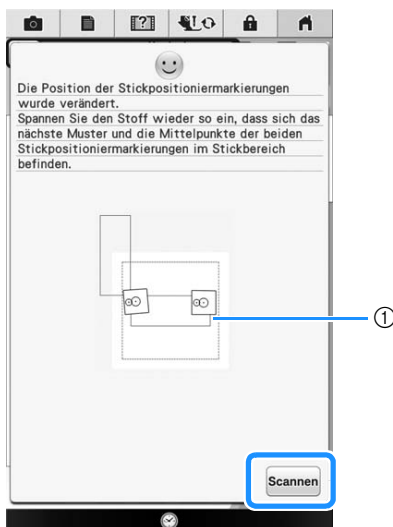 Die Position der Stickpositioniermarkierungen
wurde verändert.
Spannen Sie den Stoff wieder so ein, dass sich das
nächste Muster und die Mittelpunkte der beiden
Stickpositioniermarkierungen im Stickbereich
befinden.
①
Scannen